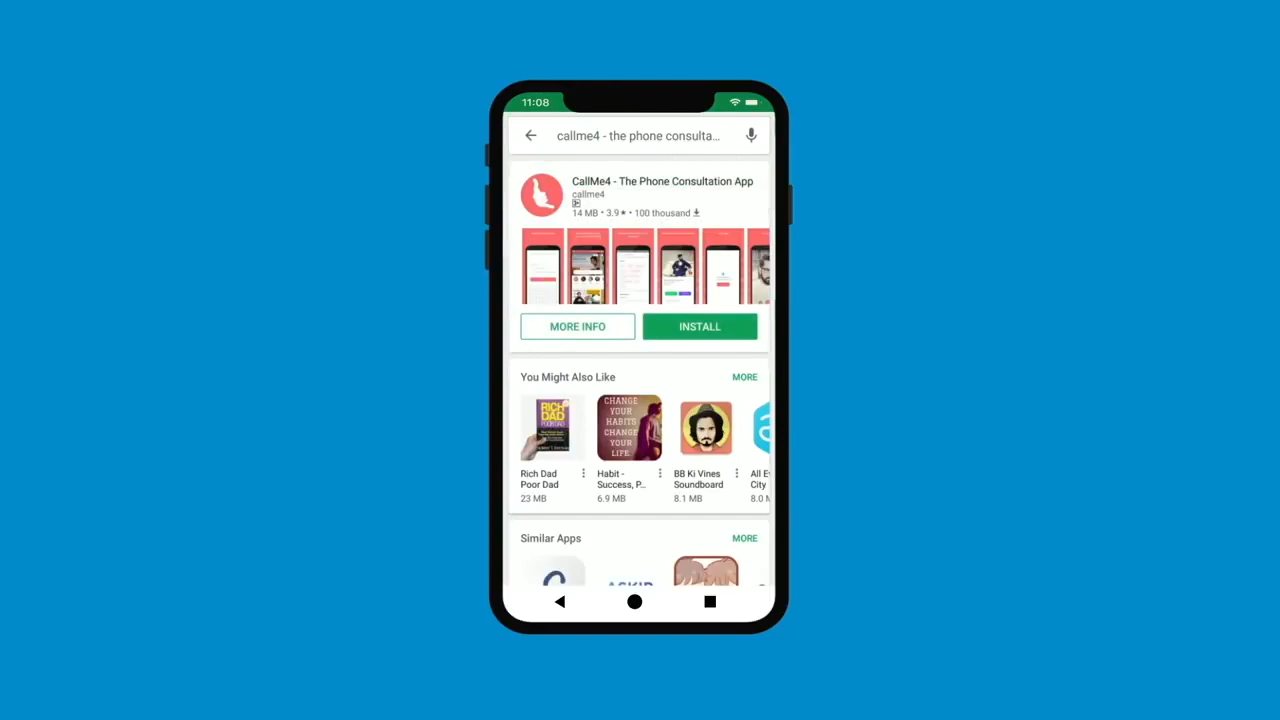 11:08
callme4 - the phone consulta...
CallMe4 - The Phone Consultation App
callme4
14 MB • 3.9 ★ • 100 thousand
MORE INFO
INSTALL
You Might Also Like
MORE
RICH
DAD
POOR DAD
CHANGE
YOUR
HABITS
CHANGE
YOUR
LIFE.
Rich Dad
Poor Dad
23 MB
Habit -
Success, P...
6.9 MB
BB Ki Vines
Soundboard
8.1 MB
All E
City
8.0 M
Similar Apps
MORE